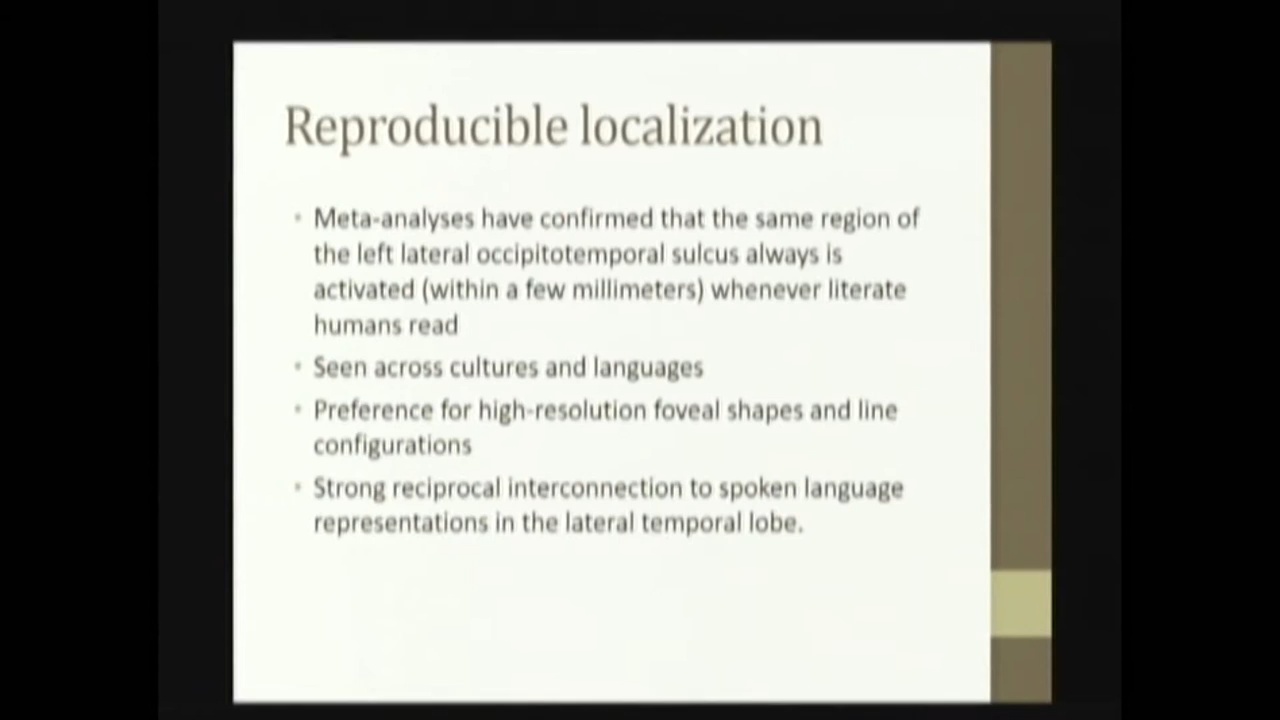 Reproducible localization
• Meta-analyses have confirmed that the same region of
the left lateral occipitotemporal sulcus always is
activated (within a few millimeters) whenever literate
humans read
• Seen across cultures and languages
• Preference for high-resolution foveal shapes and line
configurations
• Strong reciprocal interconnection to spoken language
representations in the lateral temporal lobe.